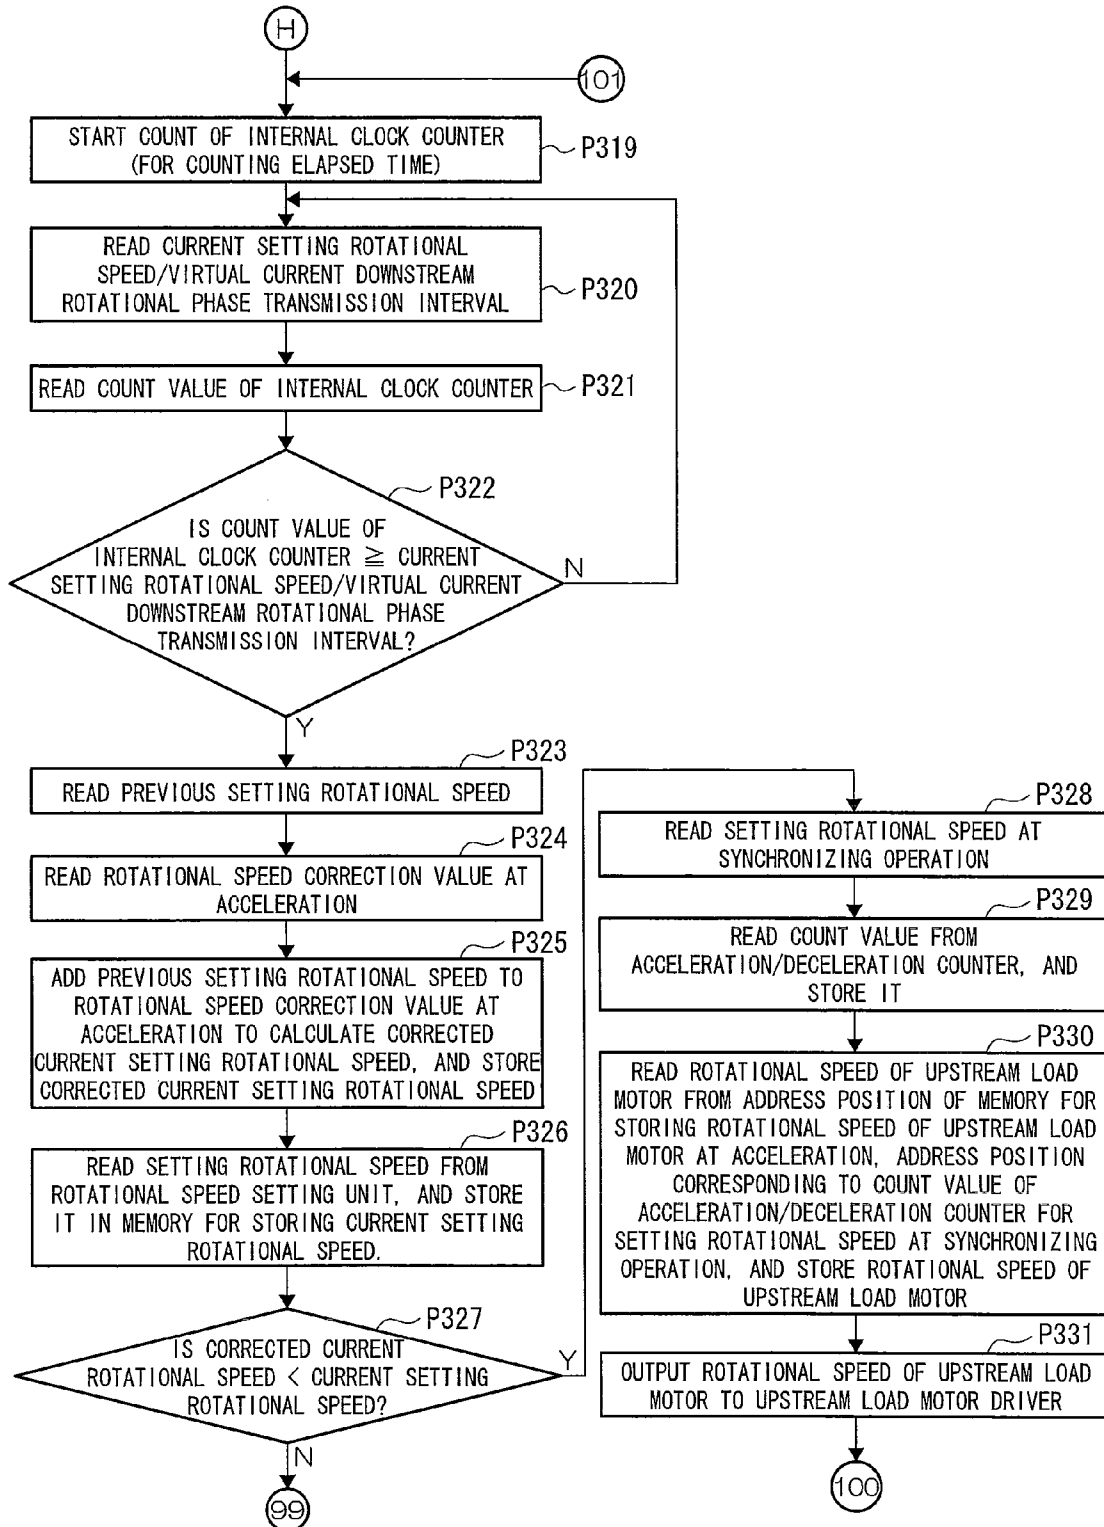 H
101
START COUNT OF INTERNAL CLOCK COUNTER
(FOR COUNTING ELAPSED TIME)
P319
READ CURRENT SETTING ROTATIONAL
SPEED/VIRTUAL CURRENT DOWNSTREAM
ROTATIONAL PHASE TRANSMISSION INTERVAL
P320
READ COUNT VALUE OF INTERNAL CLOCK COUNTER
P321
P322
IS COUNT VALUE OF
INTERNAL CLOCK COUNTER ≧ CURRENT
SETTING ROTATIONAL SPEED/VIRTUAL CURRENT
DOWNSTREAM ROTATIONAL PHASE
TRANSMISSION INTERVAL?
N
Y
P323
READ PREVIOUS SETTING ROTATIONAL SPEED
P324
READ ROTATIONAL SPEED CORRECTION VALUE AT
ACCELERATION
P325
ADD PREVIOUS SETTING ROTATIONAL SPEED TO
ROTATIONAL SPEED CORRECTION VALUE AT
ACCELERATION TO CALCULATE CORRECTED
CURRENT SETTING ROTATIONAL SPEED, AND STORE
CORRECTED CURRENT SETTING ROTATIONAL SPEED
P326
READ SETTING ROTATIONAL SPEED FROM
ROTATIONAL SPEED SETTING UNIT, AND STORE
IT IN MEMORY FOR STORING CURRENT SETTING
ROTATIONAL SPEED.
P327
IS CORRECTED CURRENT
ROTATIONAL SPEED < CURRENT SETTING
ROTATIONAL SPEED?
Y
N
99
P328
READ SETTING ROTATIONAL SPEED AT
SYNCHRONIZING OPERATION
P329
READ COUNT VALUE FROM
ACCELERATION/DECELERATION COUNTER, AND
STORE IT
P330
READ ROTATIONAL SPEED OF UPSTREAM LOAD
MOTOR FROM ADDRESS POSITION OF MEMORY FOR
STORING ROTATIONAL SPEED OF UPSTREAM LOAD
MOTOR AT ACCELERATION, ADDRESS POSITION
CORRESPONDING TO COUNT VALUE OF
ACCELERATION/DECELERATION COUNTER FOR
SETTING ROTATIONAL SPEED AT SYNCHRONIZING
OPERATION, AND STORE ROTATIONAL SPEED OF
UPSTREAM LOAD MOTOR
P331
OUTPUT ROTATIONAL SPEED OF UPSTREAM LOAD
MOTOR TO UPSTREAM LOAD MOTOR DRIVER
100